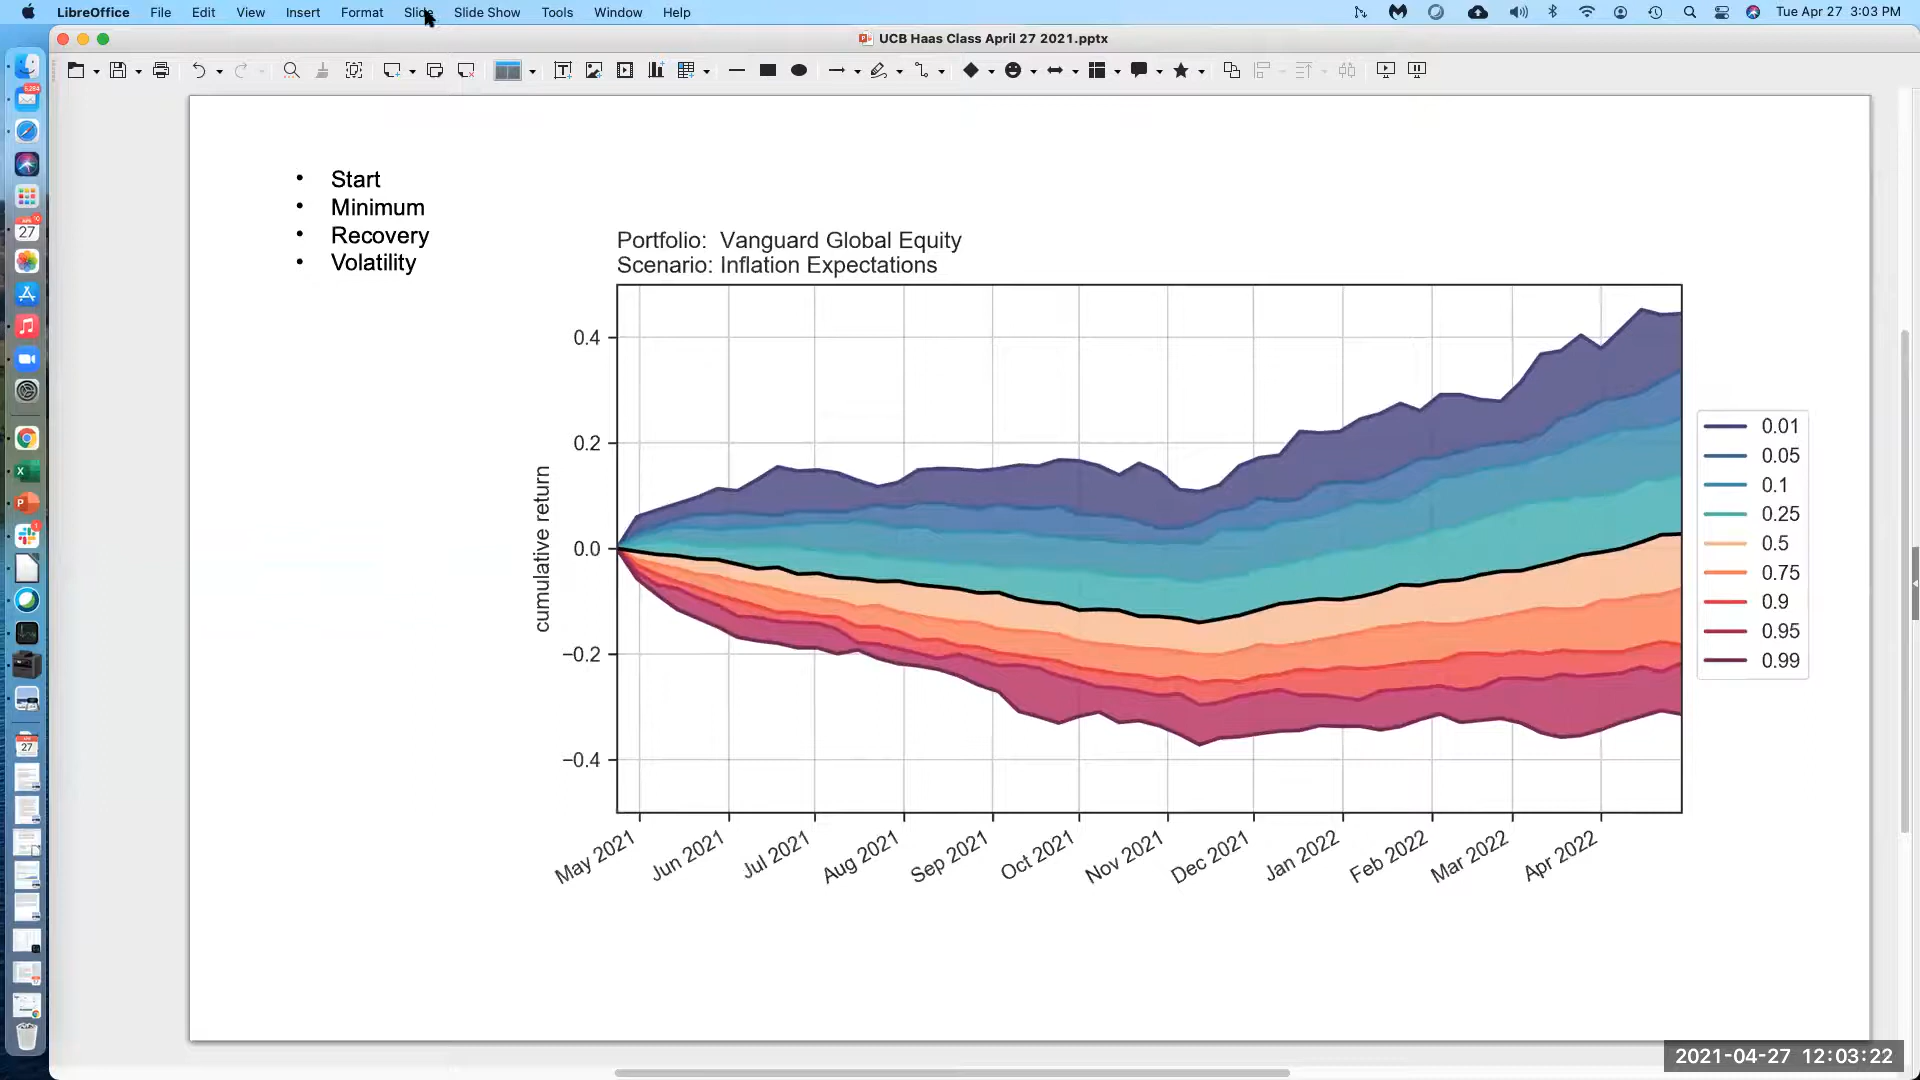 LibreOffice File Edit View Insert Format Slide Slide Show Tools Window Help Tue Apr 27 3:03 PM
UCB Haas Class April 27 2021.pptx
• Start
• Minimum
• Recovery
• Volatility
Portfolio: Vanguard Global Equity
Scenario: Inflation Expectations
cumulative return
0.4
0.2
0.0
−0.2
−0.4
May 2021
Jun 2021
Jul 2021
Aug 2021
Sep 2021
Oct 2021
Nov 2021
Dec 2021
Jan 2022
Feb 2022
Mar 2022
Apr 2022
0.01
0.05
0.1
0.25
0.5
0.75
0.9
0.95
0.99
27
27
2021-04-27 12:03:22